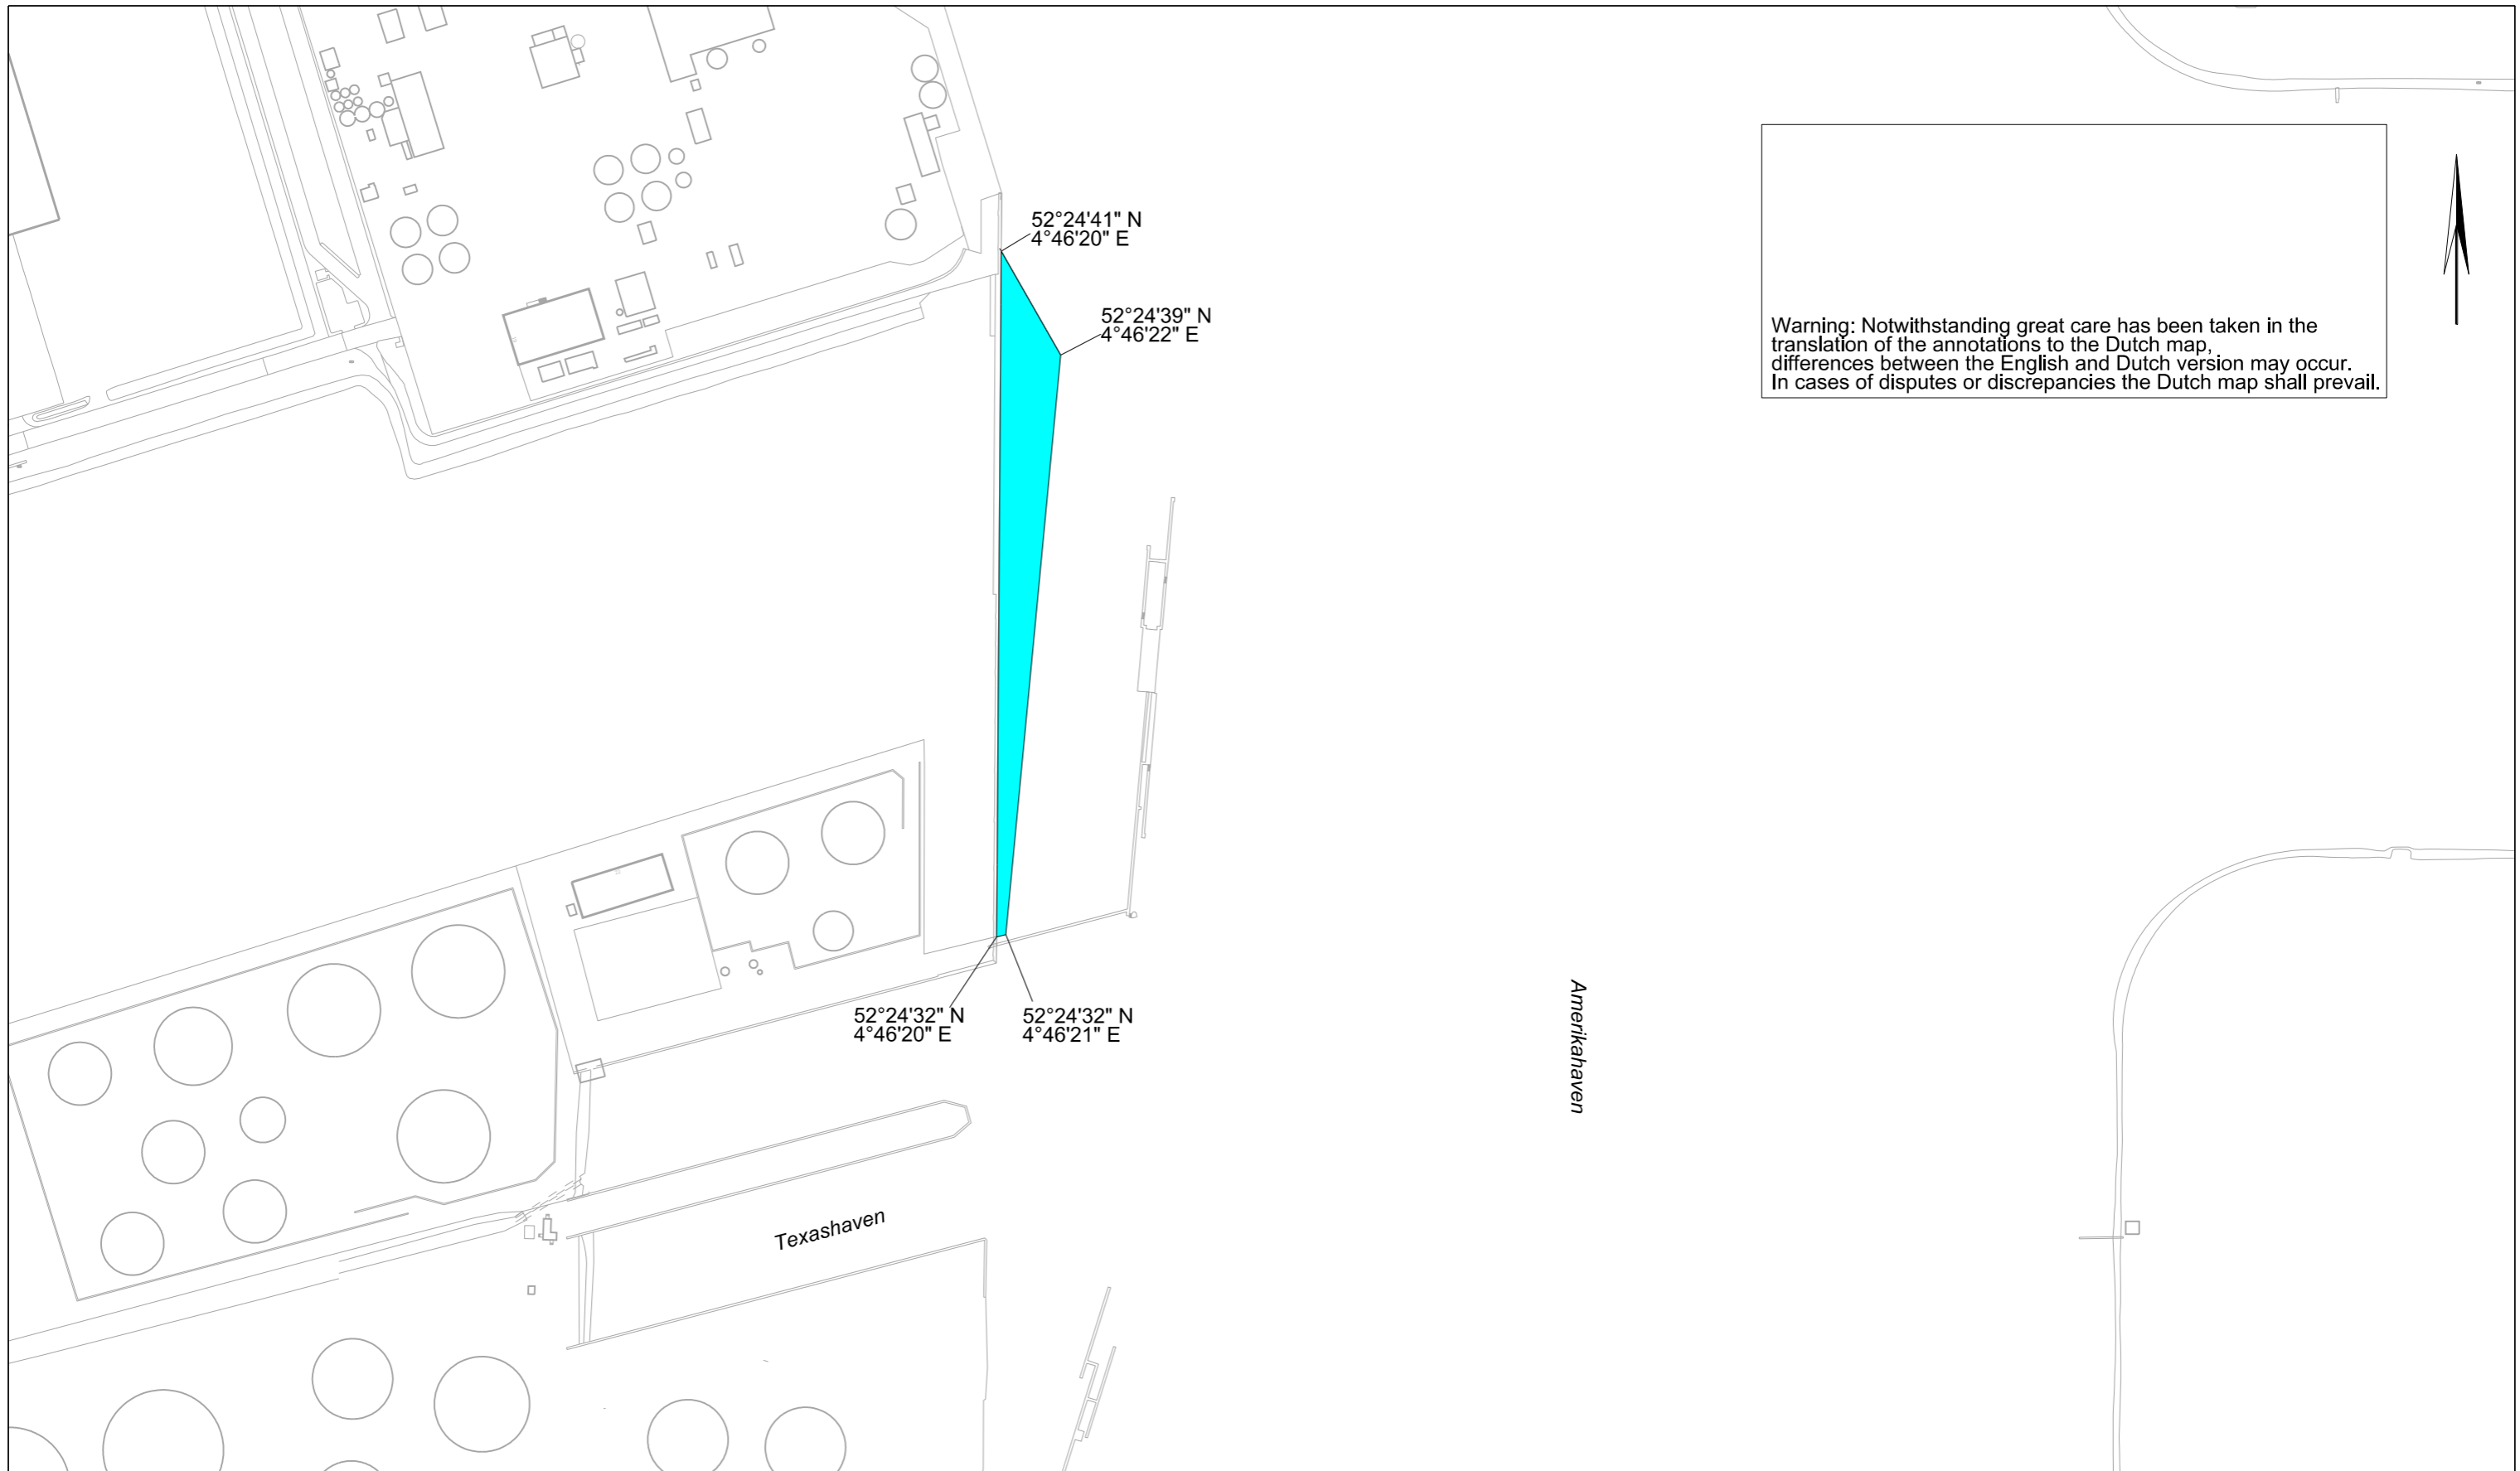 52°24'41" N
4°46'20" E
52°24'39" N
4°46'22" E
Warning: Notwithstanding great care has been taken in the
translation of the annotations to the Dutch map,
differences between the English and Dutch version may occur.
In cases of disputes or discrepancies the Dutch map shall prevail.
52°24'32" N
4°46'20" E
52°24'32" N
4°46'21" E
Amerikahaven
Texashaven